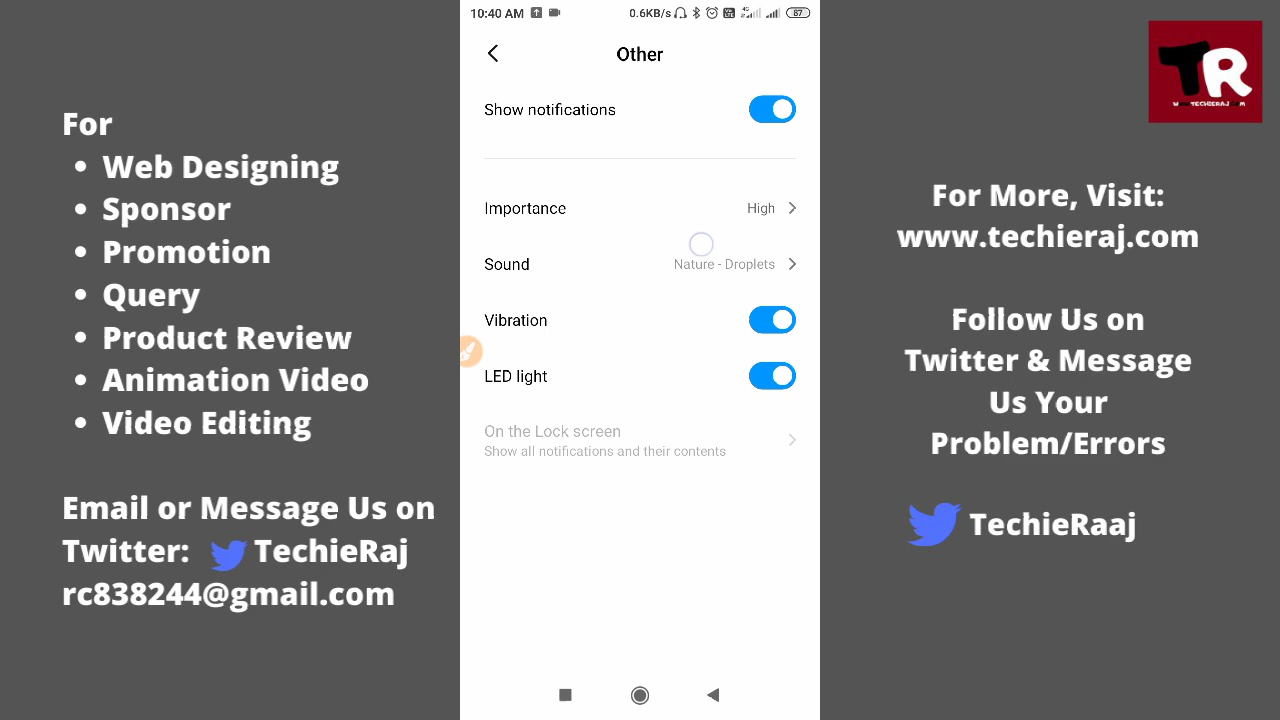 For
Web Designing
Sponsor
Promotion
Query
Product Review
Animation Video
Video Editing
Email or Message Us on
Twitter: TechieRaj
rc838244@gmail.com
10:40 AM 0.6KB/s 4G 87
Other
Show notifications
Importance High
Sound Nature - Droplets
Vibration
LED light
On the Lock screen
Show all notifications and their contents
TR
For More, Visit:
www.techieraj.com
Follow Us on
Twitter & Message
Us Your
Problem/Errors
TechieRaaj